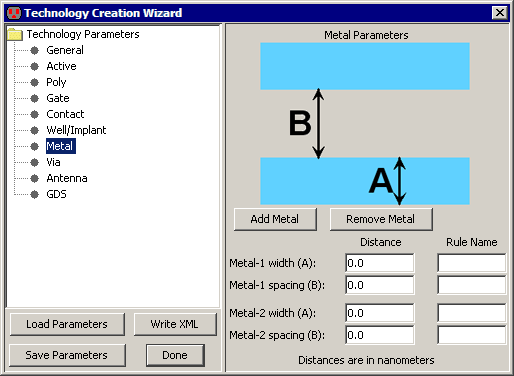 Technology Creation Wizard
Technology Parameters
General
Active
Poly
Gate
Contact
Well/Implant
Metal
Via
Antenna
GDS
Load Parameters
Write XML
Save Parameters
Done
Metal Parameters
B
A
Add Metal
Remove Metal
Distance Rule Name
Metal-1 width (A): 0.0
Metal-1 spacing (B): 0.0
Metal-2 width (A): 0.0
Metal-2 spacing (B): 0.0
Distances are in nanometers